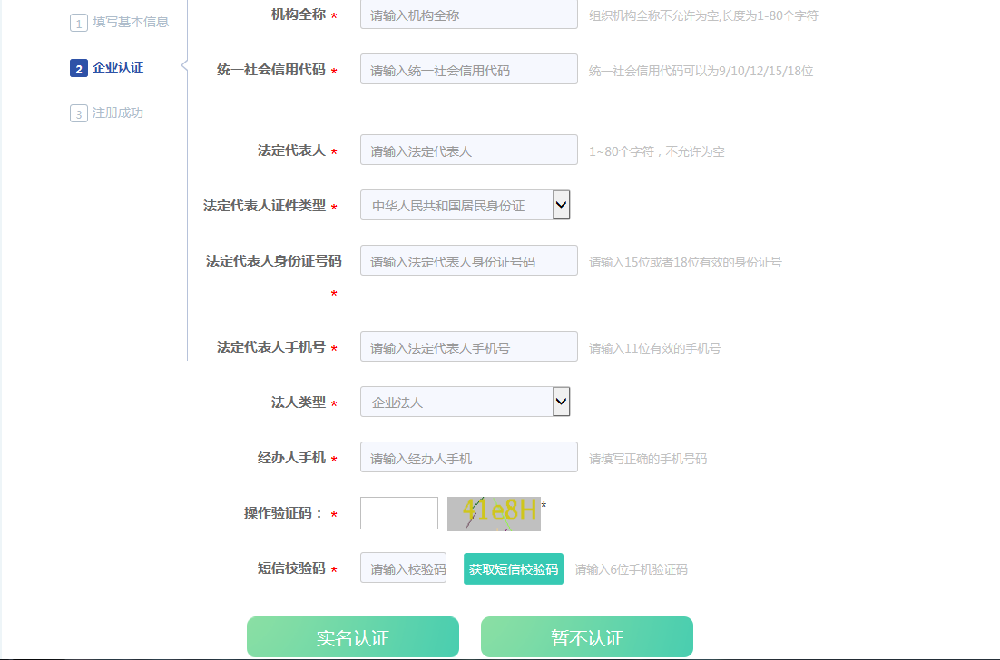 1 填写基本信息
2 企业认证
3 注册成功
机构全称 * 请输入机构全称 组织机构全称不允许为空,长度为1-80个字符
统一社会信用代码 * 请输入统一社会信用代码 统一社会信用代码可以为9/10/12/15/18位
法定代表人 * 请输入法定代表人 1~80个字符，不允许为空
法定代表人证件类型 * 中华人民共和国居民身份证
法定代表人身份证号码 请输入法定代表人身份证号码 请输入15位或者18位有效的身份证号
*
法定代表人手机号 * 请输入法定代表人手机号 请输入11位有效的手机号
法人类型 * 企业法人
经办人手机 * 请输入经办人手机 请填写正确的手机号码
操作验证码： * 41e8H *
短信校验码 * 请输入校验码 获取短信校验码 请输入6位手机验证码
实名认证 暂不认证